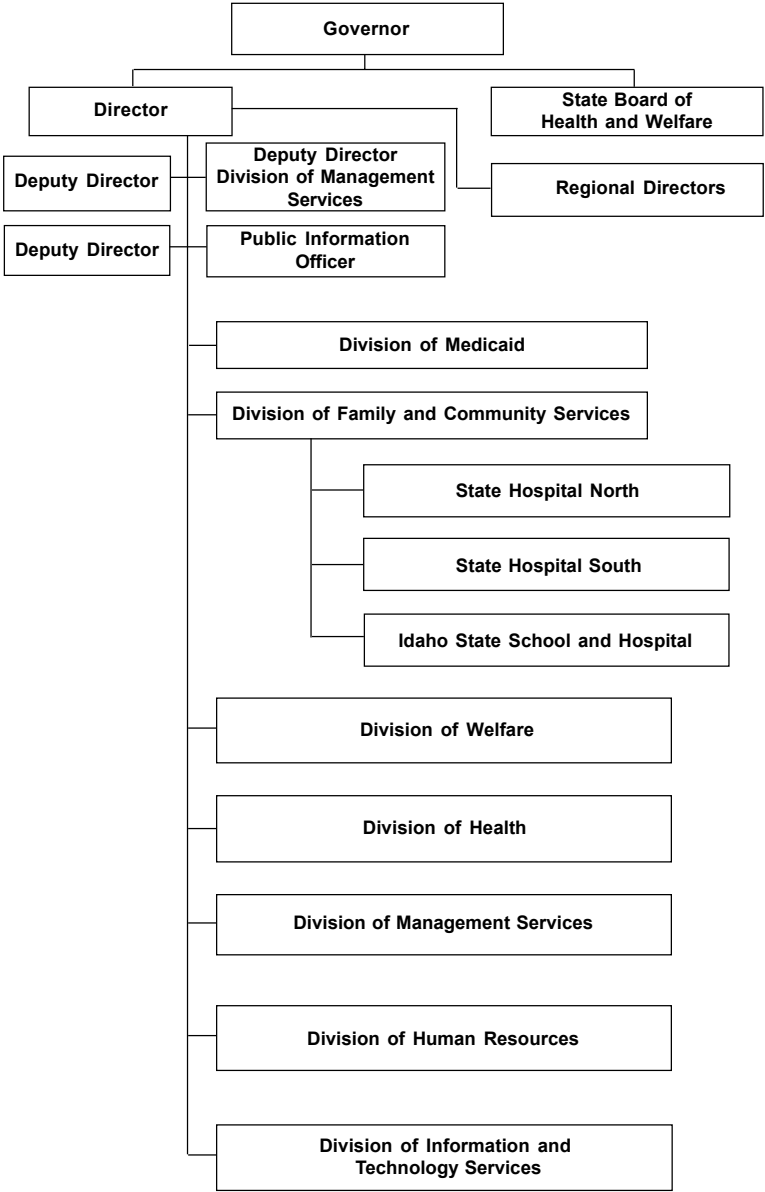 Governor
Director
State Board of
Health and Welfare
Deputy Director
Deputy Director
Division of Management
Services
Regional Directors
Deputy Director
Public Information
Officer
Division of Medicaid
Division of Family and Community Services
State Hospital North
State Hospital South
Idaho State School and Hospital
Division of Welfare
Division of Health
Division of Management Services
Division of Human Resources
Division of Information and
Technology Services